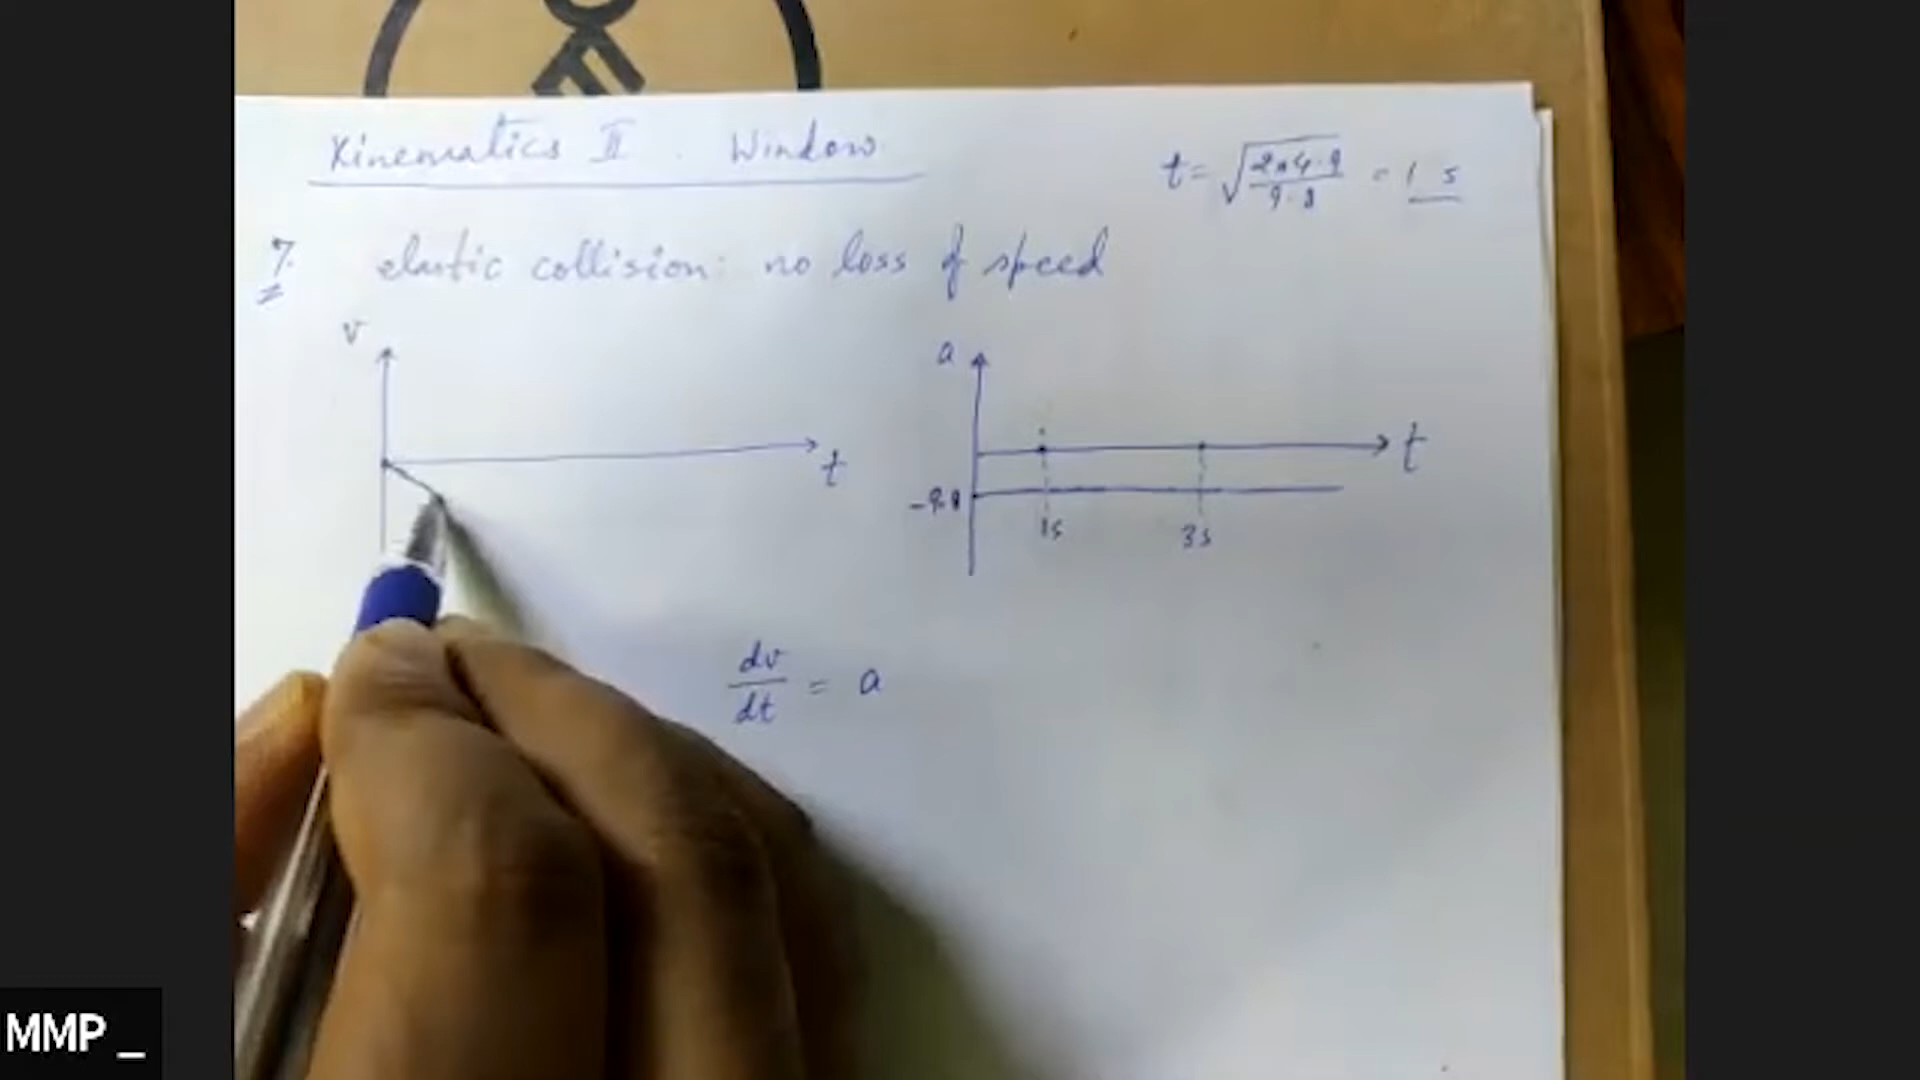 Kinematics II. Window.
t = √(2×4.9/9.8) = 1 s
7. elastic collision: no loss of speed
v
t
a
t
-9.8
1s
3s
dv/dt = a
MMP _